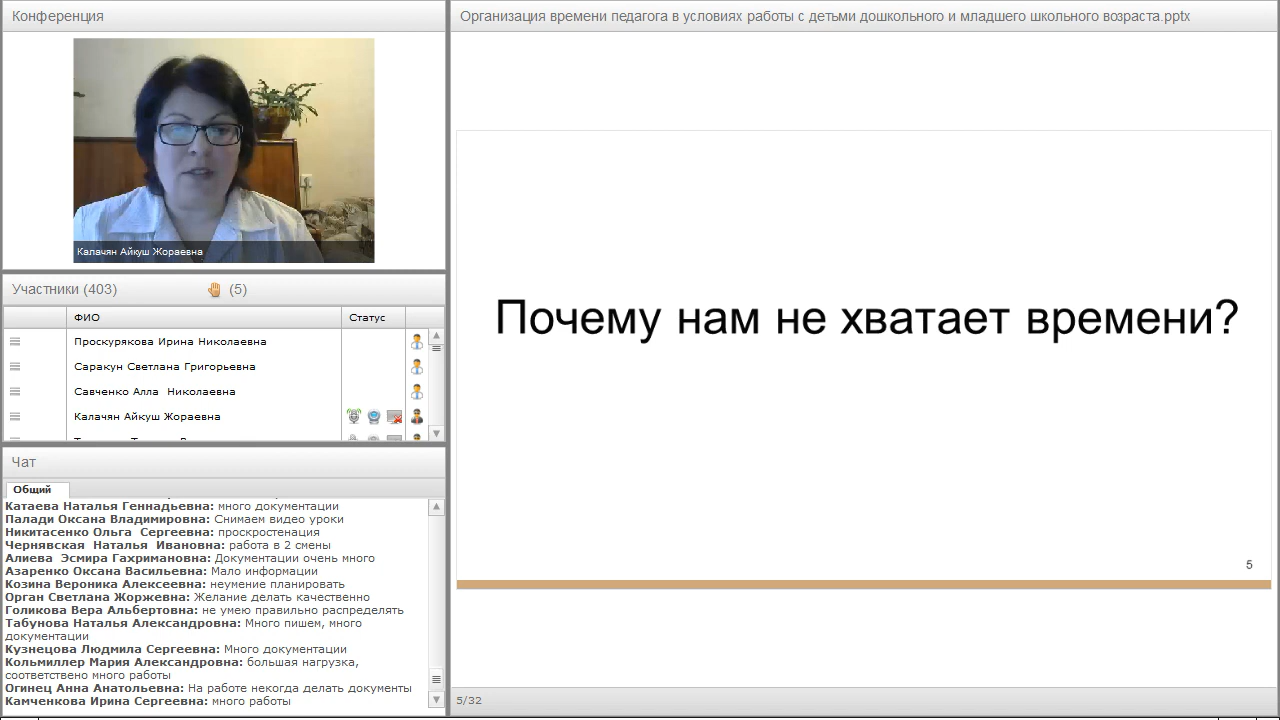 Конференция
Калачян Айкуш Жораевна
Участники (403) (5)
ФИО Статус
Проскурякова Ирина Николаевна
Саракун Светлана Григорьевна
Савченко Алла Николаевна
Калачян Айкуш Жораевна
Чат
Общий
Катаева Наталья Геннадьевна: много документации
Палади Оксана Владимировна: Снимаем видео уроки
Никитасенко Ольга Сергеевна: проскростенация
Чернявская Наталья Ивановна: работа в 2 смены
Алиева Эсмира Гахримановна: Документации очень много
Азаренко Оксана Васильевна: Мало информации
Козина Вероника Алексеевна: неумение планировать
Орган Светлана Жоржевна: Желание делать качественно
Голикова Вера Альбертовна: не умею правильно распределять
Табунова Наталья Александровна: Много пишем, много
документации
Кузнецова Людмила Сергеевна: Много документации
Кольмиллер Мария Александровна: большая нагрузка,
соответствено много работы
Огинец Анна Анатольевна: На работе некогда делать документы
Камченкова Ирина Сергеевна: много работы
Организация времени педагога в условиях работы с детьми дошкольного и младшего школьного возраста.pptx
Почему нам не хватает времени?
5
5/32